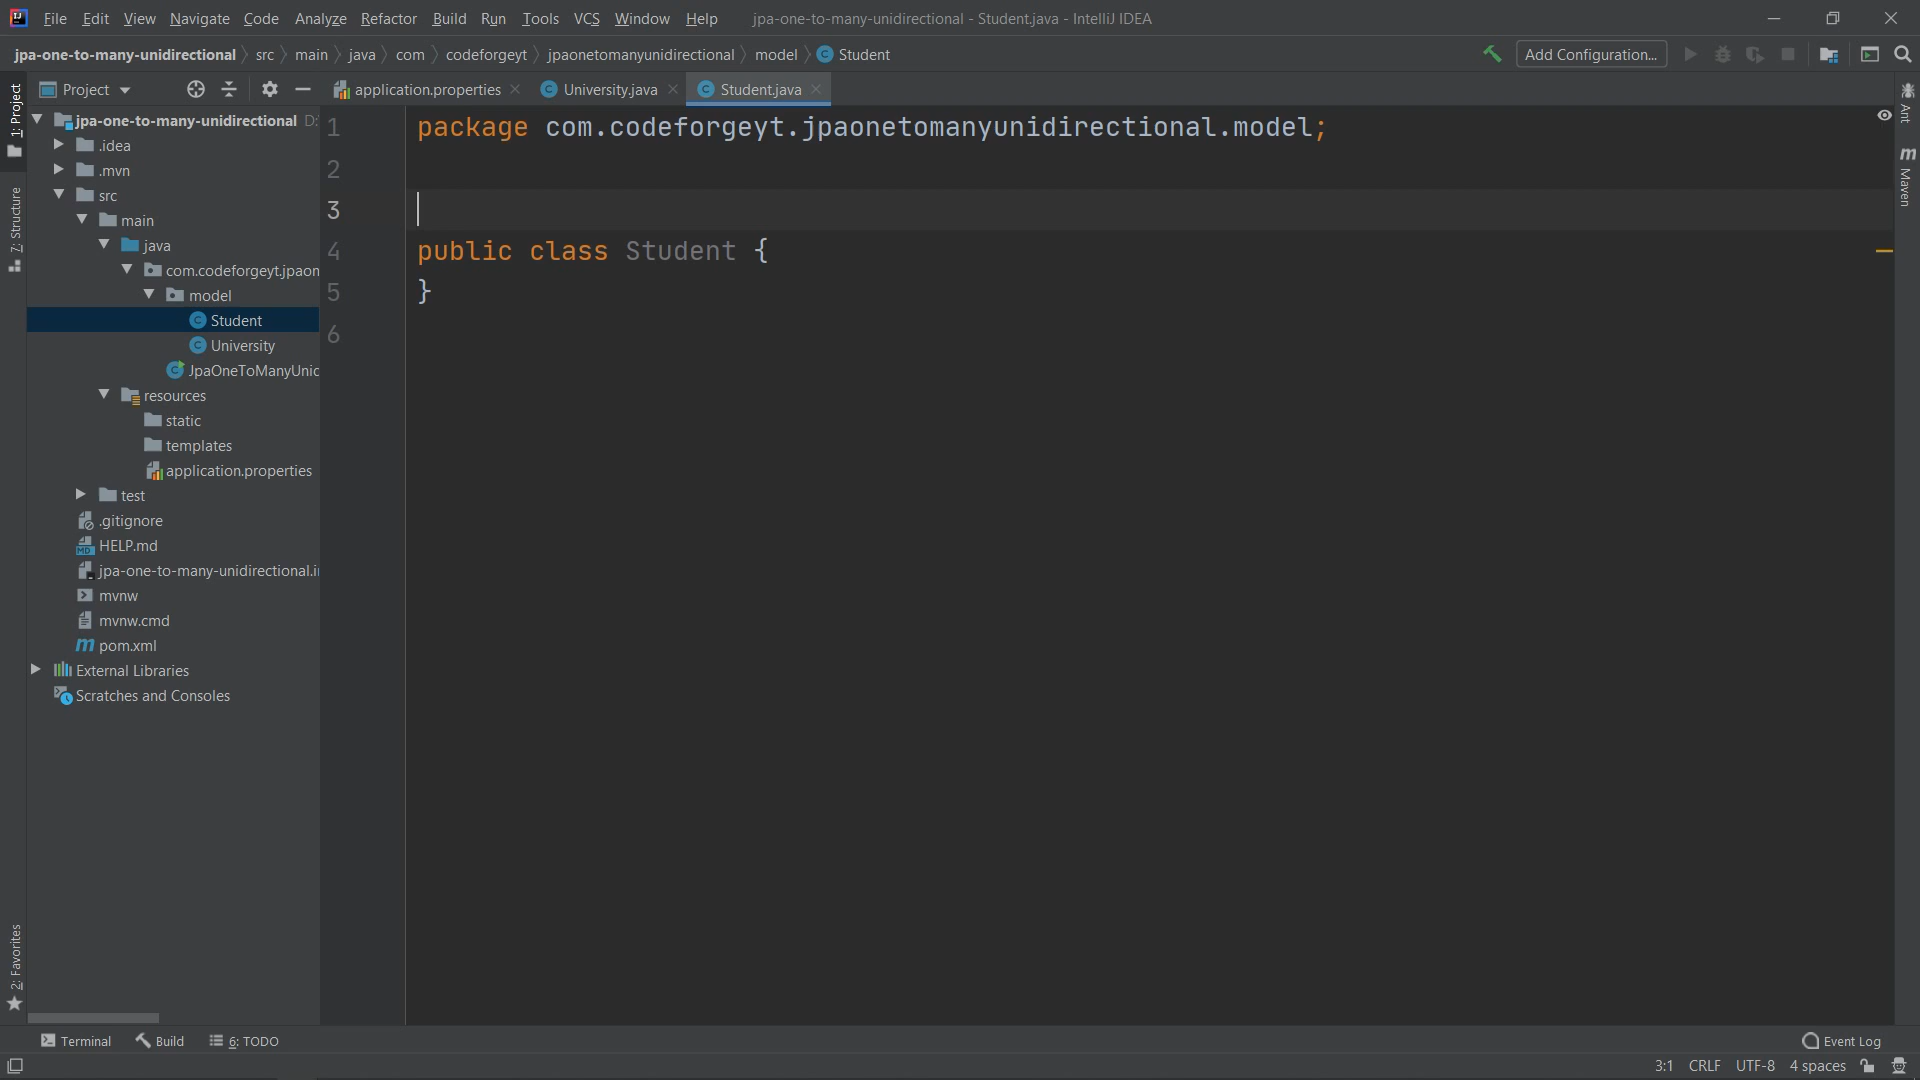 File Edit View Navigate Code Analyze Refactor Build Run Tools VCS Window Help jpa-one-to-many-unidirectional - Student.java - IntelliJ IDEA
jpa-one-to-many-unidirectional src main java com codeforgeyt jpaonetomanyunidirectional model Student Add Configuration...
Project application.properties University.java Student.java
1: Project
7: Structure
2: Favorites
jpa-one-to-many-unidirectional D:
.idea
.mvn
src
main
java
com.codeforgeyt.jpaon
model
Student
University
JpaOneToManyUnid
resources
static
templates
application.properties
test
.gitignore
HELP.md
jpa-one-to-many-unidirectional.i
mvnw
mvnw.cmd
pom.xml
External Libraries
Scratches and Consoles
1 package com.codeforgeyt.jpaonetomanyunidirectional.model;
2
3
4 public class Student {
5 }
6
Ant
Maven
Terminal Build 6: TODO Event Log
3:1 CRLF UTF-8 4 spaces